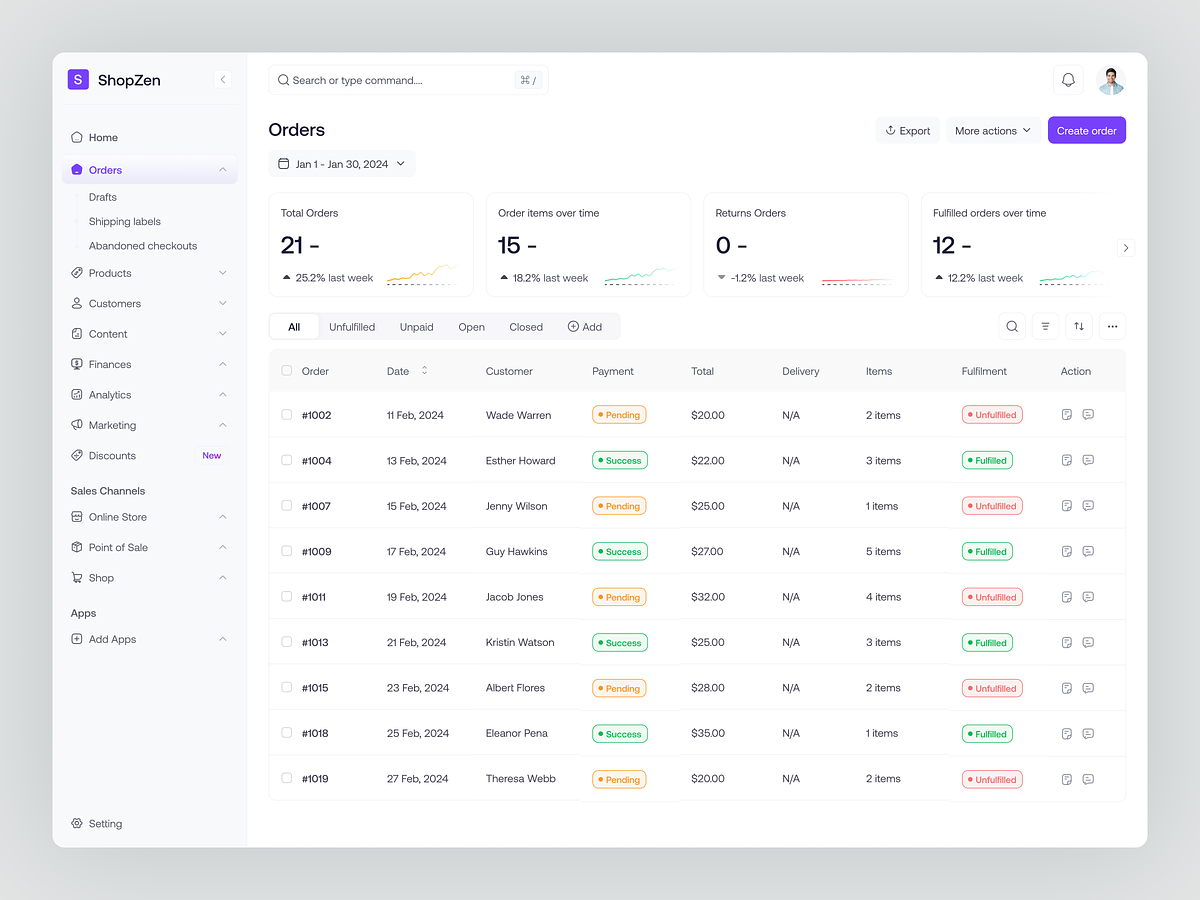 S ShopZen
Search or type command.... ⌘ /
Home
Orders
Drafts
Shipping labels
Abandoned checkouts
Products
Customers
Content
Finances
Analytics
Marketing
Discounts New
Sales Channels
Online Store
Point of Sale
Shop
Apps
Add Apps
Setting
Orders
Export More actions Create order
Jan 1 - Jan 30, 2024
Total Orders
21 -
25.2% last week
Order items over time
15 -
18.2% last week
Returns Orders
0 -
-1.2% last week
Fulfilled orders over time
12 -
12.2% last week
All Unfulfilled Unpaid Open Closed Add
Order Date Customer Payment Total Delivery Items Fulfilment Action
#1002 11 Feb, 2024 Wade Warren Pending $20.00 N/A 2 items Unfulfilled
#1004 13 Feb, 2024 Esther Howard Success $22.00 N/A 3 items Fulfilled
#1007 15 Feb, 2024 Jenny Wilson Pending $25.00 N/A 1 items Unfulfilled
#1009 17 Feb, 2024 Guy Hawkins Success $27.00 N/A 5 items Fulfilled
#1011 19 Feb, 2024 Jacob Jones Pending $32.00 N/A 4 items Unfulfilled
#1013 21 Feb, 2024 Kristin Watson Success $25.00 N/A 3 items Fulfilled
#1015 23 Feb, 2024 Albert Flores Pending $28.00 N/A 2 items Unfulfilled
#1018 25 Feb, 2024 Eleanor Pena Success $35.00 N/A 1 items Fulfilled
#1019 27 Feb, 2024 Theresa Webb Pending $20.00 N/A 2 items Unfulfilled